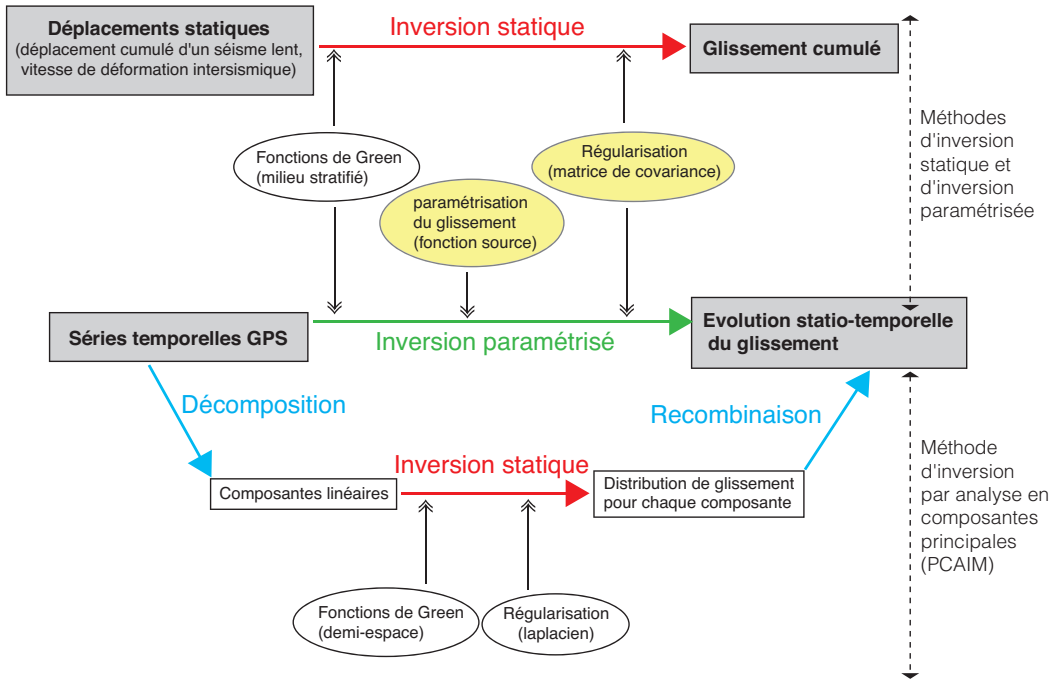 Déplacements statiques
(déplacement cumulé d'un séisme lent,
vitesse de déformation intersismique)
Inversion statique
Glissement cumulé
Fonctions de Green
(milieu stratifié)
Régularisation
(matrice de covariance)
paramétrisation
du glissement
(fonction source)
Méthodes
d'inversion
statique et
d'inversion
paramétrisée
Séries temporelles GPS
Inversion paramétrisé
Evolution statio-temporelle
du glissement
Décomposition
Recombinaison
Composantes linéaires
Inversion statique
Distribution de glissement
pour chaque composante
Méthode
d'inversion
par analyse en
composantes
principales
(PCAIM)
Fonctions de Green
(demi-espace)
Régularisation
(laplacien)